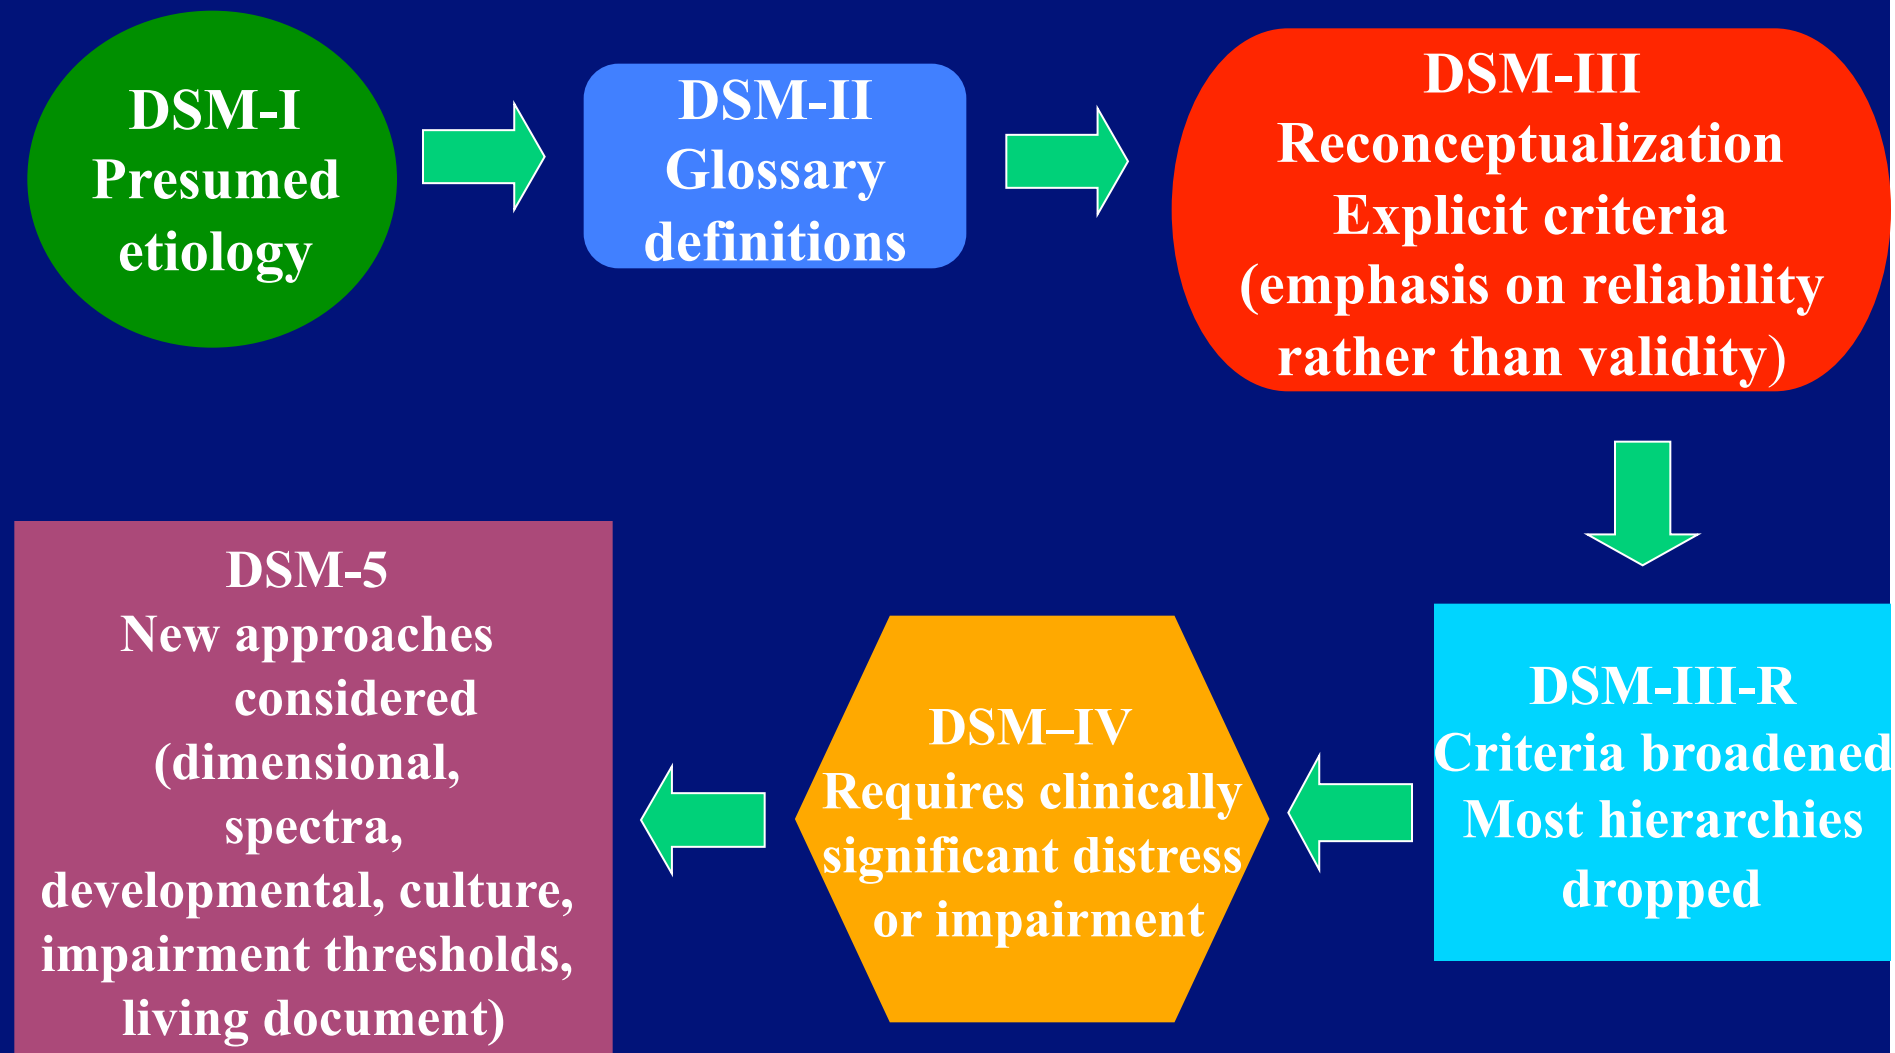 DSM-I
Presumed
etiology
DSM-II
Glossary
definitions
DSM-III
Reconceptualization
Explicit criteria
(emphasis on reliability
rather than validity)
DSM-III-R
Criteria broadened
Most hierarchies
dropped
DSM–IV
Requires clinically
significant distress
or impairment
DSM-5
New approaches
considered
(dimensional,
spectra,
developmental, culture,
impairment thresholds,
living document)